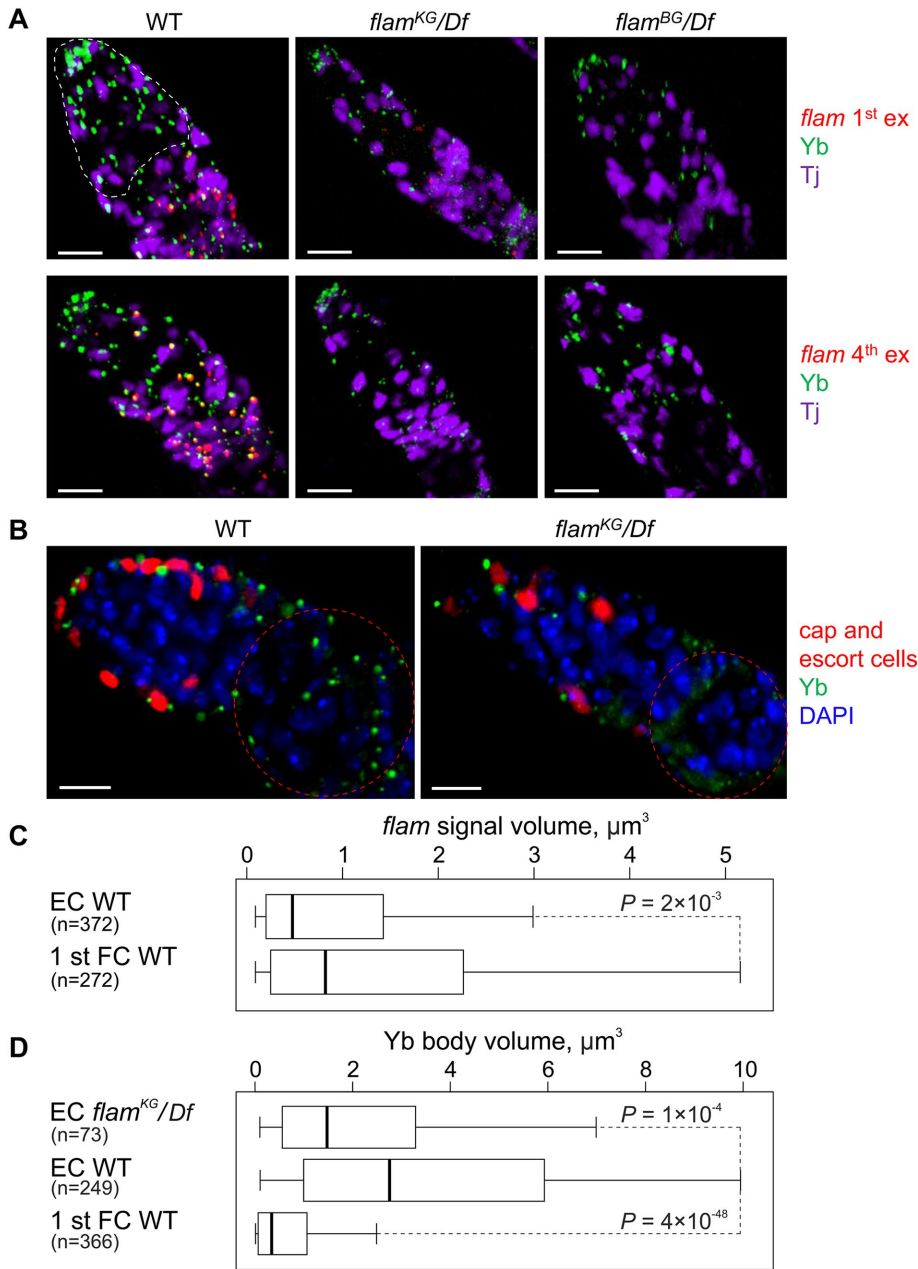 A
WT
flamᴷᴳ/Df
flamᴮᴳ/Df
flam 1ˢᵗ ex
Yb
Tj
flam 4ᵗʰ ex
Yb
Tj
B
WT
flamᴷᴳ/Df
cap and
escort cells
Yb
DAPI
C
flam signal volume, µm³
0 1 2 3 4 5
EC WT
(n=372)
P = 2×10⁻³
1 st FC WT
(n=272)
D
Yb body volume, µm³
0 2 4 6 8 10
EC flamᴷᴳ/Df
(n=73)
P = 1×10⁻⁴
EC WT
(n=249)
1 st FC WT
(n=366)
P = 4×10⁻⁴⁸